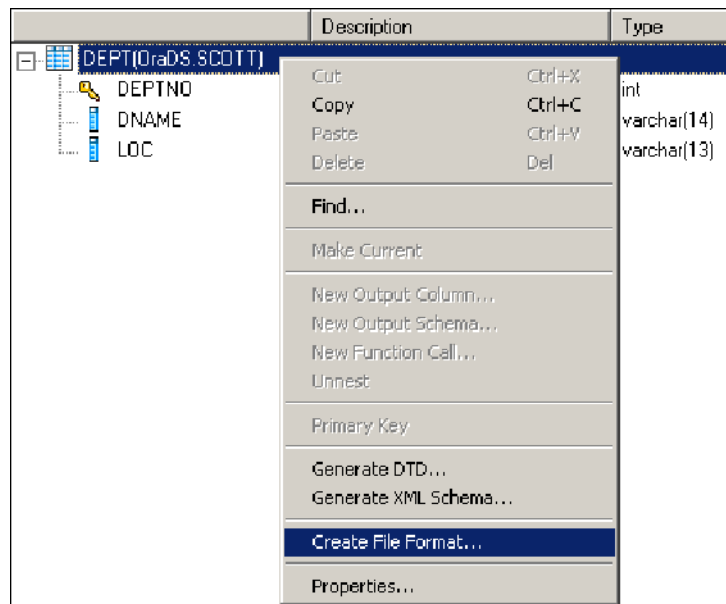 Description Type
DEPT(OraDS.SCOTT)
DEPTNO int
DNAME varchar(14)
LOC varchar(13)
Cut Ctrl+X
Copy Ctrl+C
Paste Ctrl+V
Delete Del
Find...
Make Current
New Output Column...
New Output Schema...
New Function Call...
Unnest
Primary Key
Generate DTD...
Generate XML Schema...
Create File Format...
Properties...